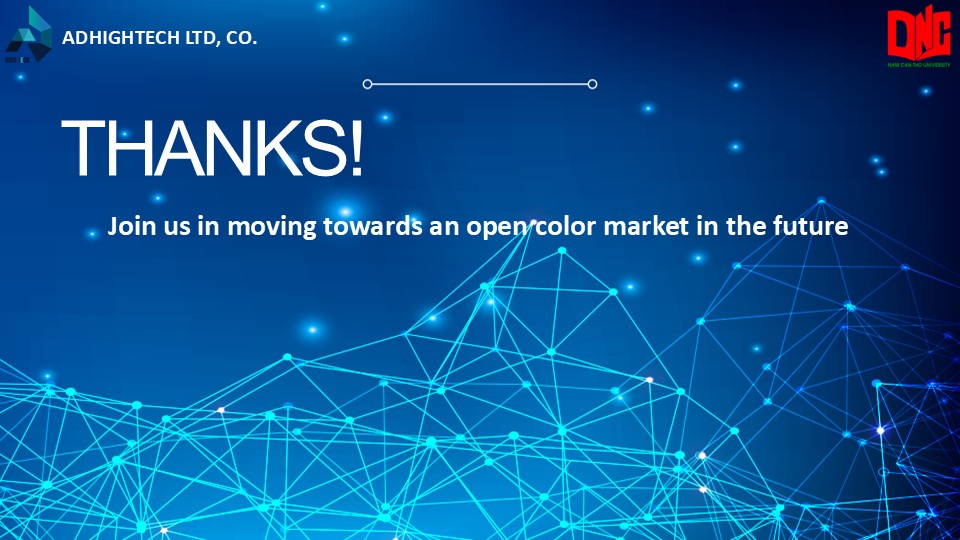 ADHIGHTECH LTD, CO.
DNC
NAM CAN THO UNIVERSITY
THANKS!
Join us in moving towards an open color market in the future